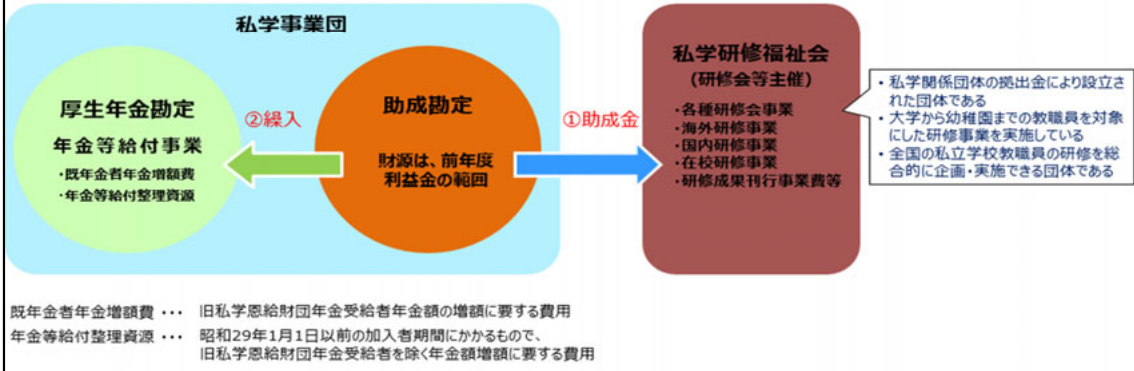 私学事業団
厚生年金勘定
年金等給付事業
・既年金者年金増額費
・年金等給付整理資源
②繰入
助成勘定
財源は、前年度
利益金の範囲
①助成金
私学研修福祉会
(研修会等主催)
・各種研修会事業
・海外研修事業
・国内研修事業
・在校研修事業
・研修成果刊行事業費等
・私学関係団体の拠出金により設立さ
れた団体である
・大学から幼稚園までの教職員を対象
にした研修事業を実施している
・全国の私立学校教職員の研修を総
合的に企画・実施できる団体である
既年金者年金増額費 ・・・ 旧私学恩給財団年金受給者年金額の増額に要する費用
年金等給付整理資源 ・・・ 昭和29年1月1日以前の加入者期間にかかるもので、
旧私学恩給財団年金受給者を除く年金額増額に要する費用